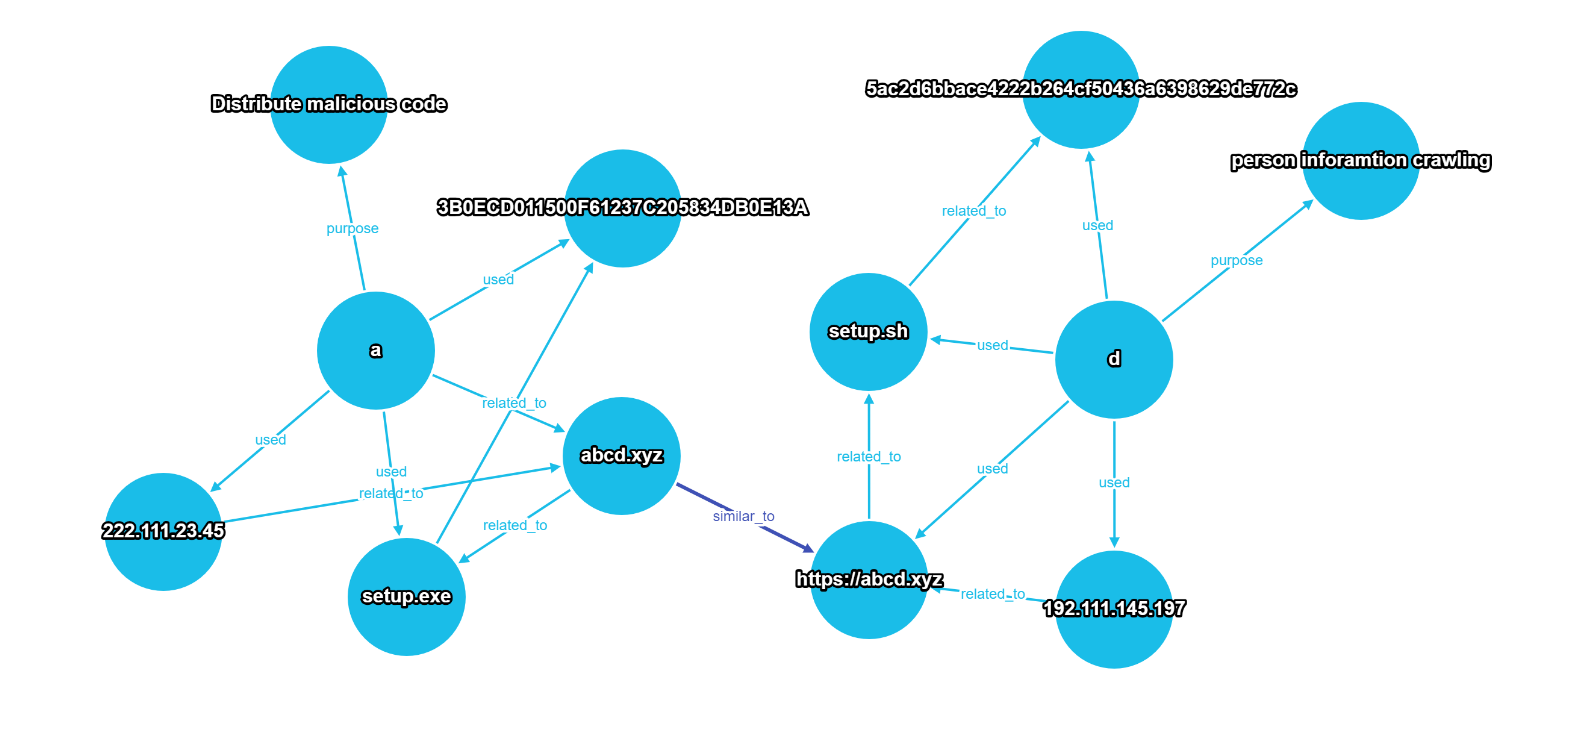 Distribute malicious code
5ac2d6bbace4222b264cf50436a6398629de772c
person inforamtion crawling
3B0ECD011500F61237C205834DB0E13A
related_to
purpose
used
purpose
used
setup.sh
used
a
d
related_to
used
used
related_to
abcd.xyz
used
used
related_to
similar_to
related_to
222.111.23.45
https://abcd.xyz
related_to
setup.exe
192.111.145.197